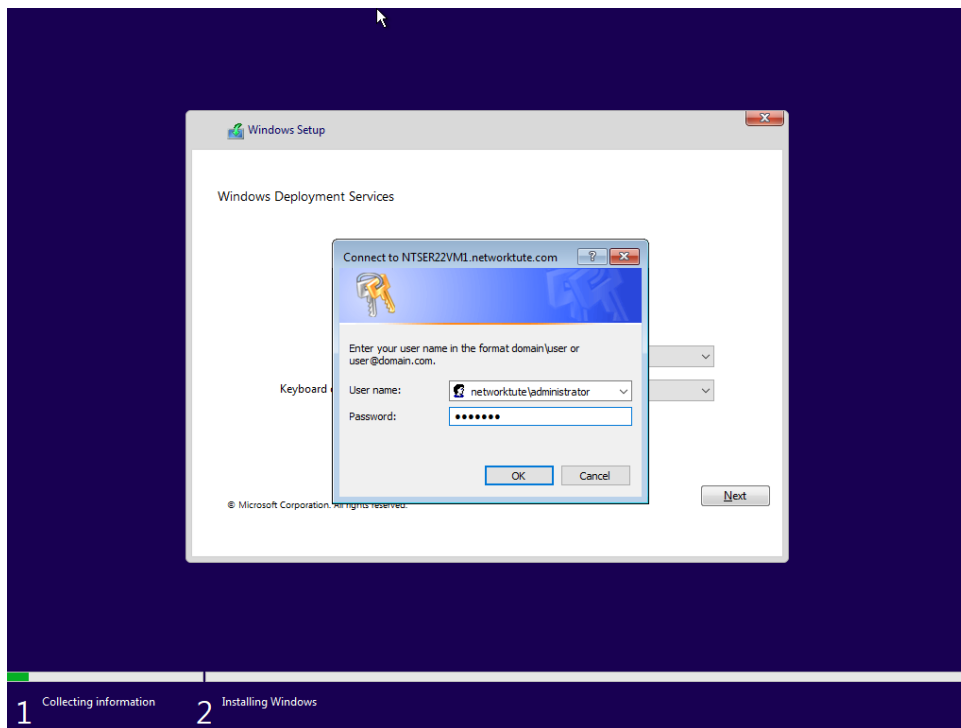 Windows Setup
Windows Deployment Services
Connect to NTSER22VM1.networktute.com
Enter your user name in the format domain\user or
user@domain.com.
User name:
networktute\administrator
Keyboard
Password:
•••••••
OK
Cancel
Next
© Microsoft Corporation. All rights reserved.
1 Collecting information
2 Installing Windows